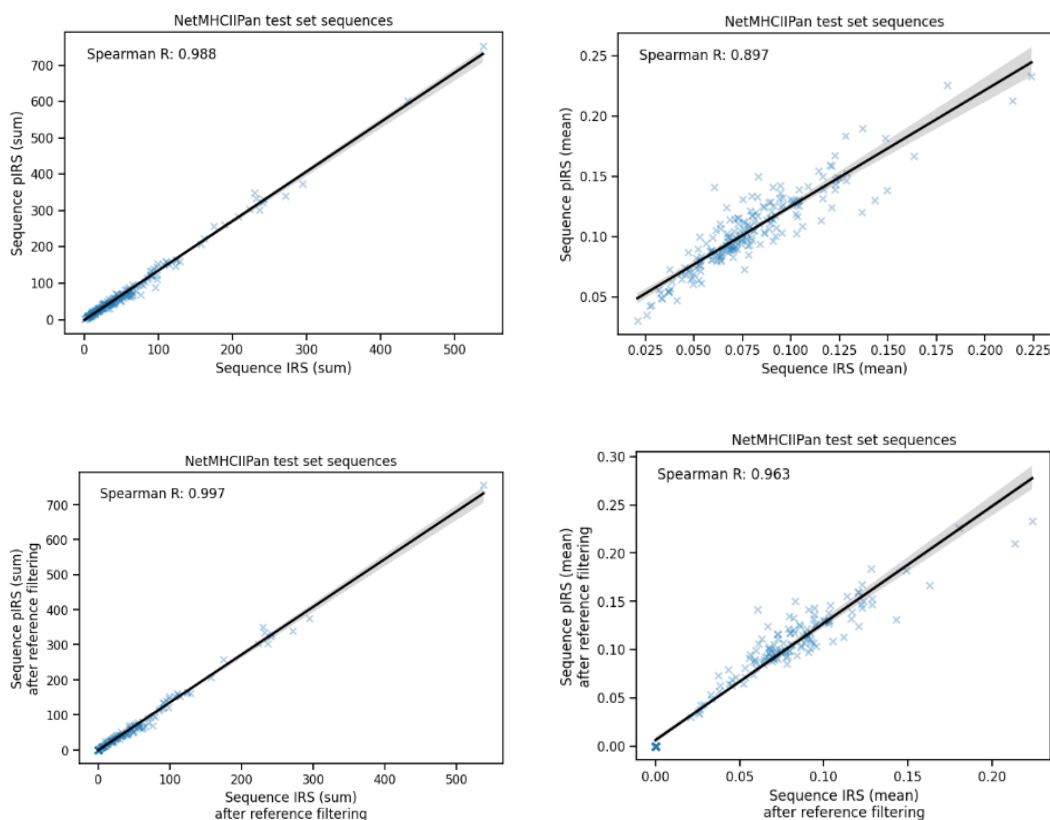 NetMHCIIPan test set sequences
Spearman R: 0.988
Sequence pIRS (sum)
700
600
500
400
300
200
100
0
0 100 200 300 400 500
Sequence IRS (sum)
NetMHCIIPan test set sequences
Spearman R: 0.897
Sequence pIRS (mean)
0.25
0.20
0.15
0.10
0.05
0.025 0.050 0.075 0.100 0.125 0.150 0.175 0.200 0.225
Sequence IRS (mean)
NetMHCIIPan test set sequences
Spearman R: 0.997
Sequence pIRS (sum)
after reference filtering
700
600
500
400
300
200
100
0
0 100 200 300 400 500
Sequence IRS (sum)
after reference filtering
NetMHCIIPan test set sequences
Spearman R: 0.963
Sequence pIRS (mean)
after reference filtering
0.30
0.25
0.20
0.15
0.10
0.05
0.00
0.00 0.05 0.10 0.15 0.20
Sequence IRS (mean)
after reference filtering